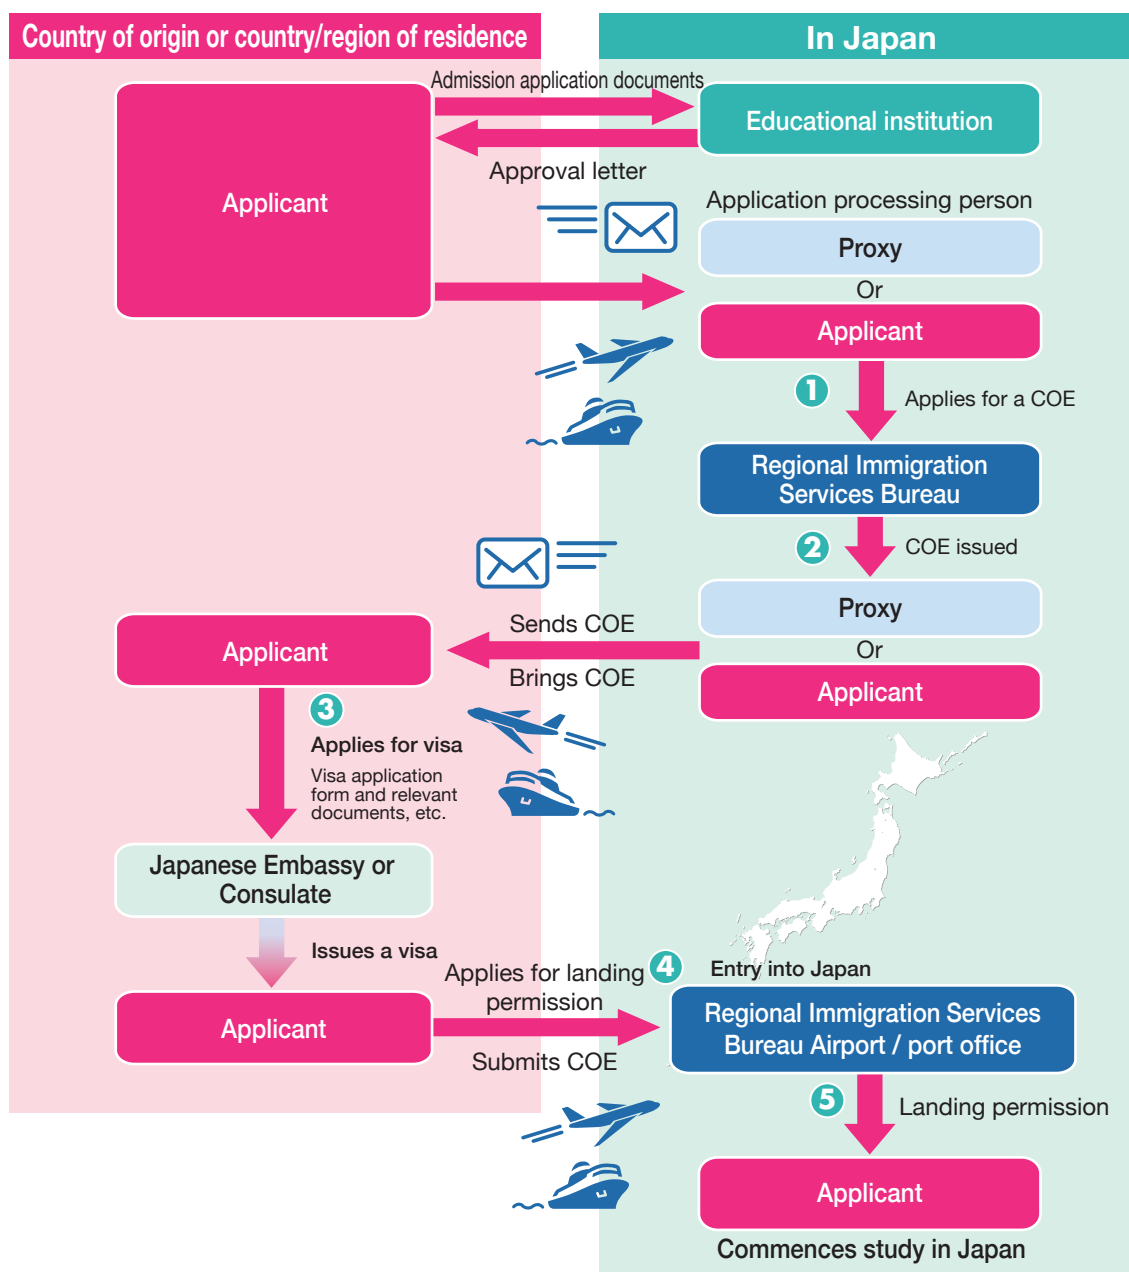 Country of origin or country/region of residence
In Japan
Admission application documents
Applicant
Educational institution
Approval letter
Application processing person
Proxy
Or
Applicant
1
Applies for a COE
Regional Immigration
Services Bureau
2
COE issued
Proxy
Or
Applicant
Sends COE
Brings COE
Applicant
3
Applies for visa
Visa application
form and relevant
documents, etc.
Japanese Embassy or
Consulate
Issues a visa
Applicant
Applies for landing
permission
Submits COE
4
Entry into Japan
Regional Immigration Services
Bureau Airport / port office
5
Landing permission
Applicant
Commences study in Japan